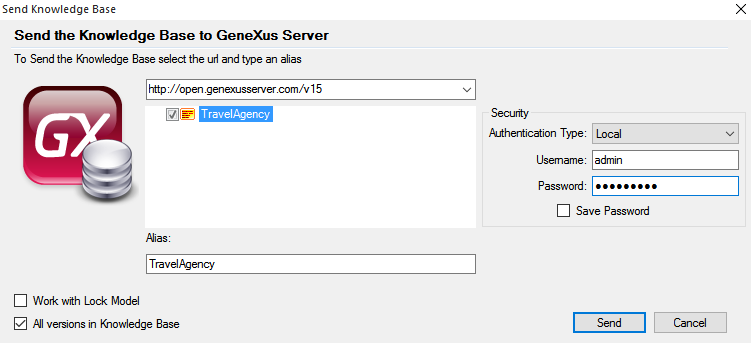 Send Knowledge Base
Send the Knowledge Base to GeneXus Server
To Send the Knowledge Base select the url and type an alias
GX
http://open.genexusserver.com/v15
TravelAgency
Alias:
TravelAgency
Security
Authentication Type: Local
Username: admin
Password: ●●●●●●●●●
Save Password
Work with Lock Model
All versions in Knowledge Base
Send Cancel